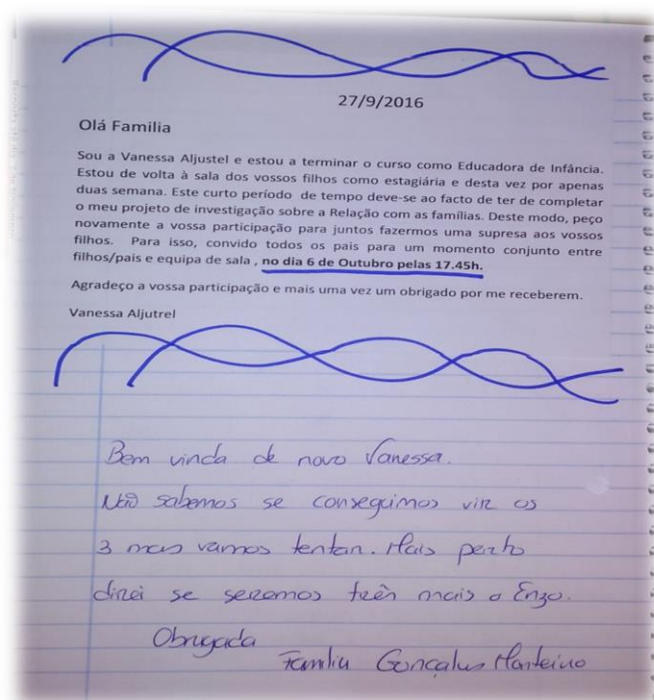 27/9/2016
Olá Familia
Sou a Vanessa Aljustel e estou a terminar o curso como Educadora de Infância.
Estou de volta à sala dos vossos filhos como estagiária e desta vez por apenas
duas semana. Este curto período de tempo deve-se ao facto de ter de completar
o meu projeto de investigação sobre a Relação com as famílias. Deste modo, peço
novamente a vossa participação para juntos fazermos uma supresa aos vossos
filhos. Para isso, convido todos os pais para um momento conjunto entre
filhos/pais e equipa de sala , no dia 6 de Outubro pelas 17.45h.
Agradeço a vossa participação e mais uma vez um obrigado por me receberem.
Vanessa Aljutrel
Bem vinda de novo Vanessa.
Não sabemos se conseguimos vir os
3 mas vamos tentar. Mais perto
direi se seremos três mais o Enzo.
Obrigada
Familia Gonçalves Monteiro